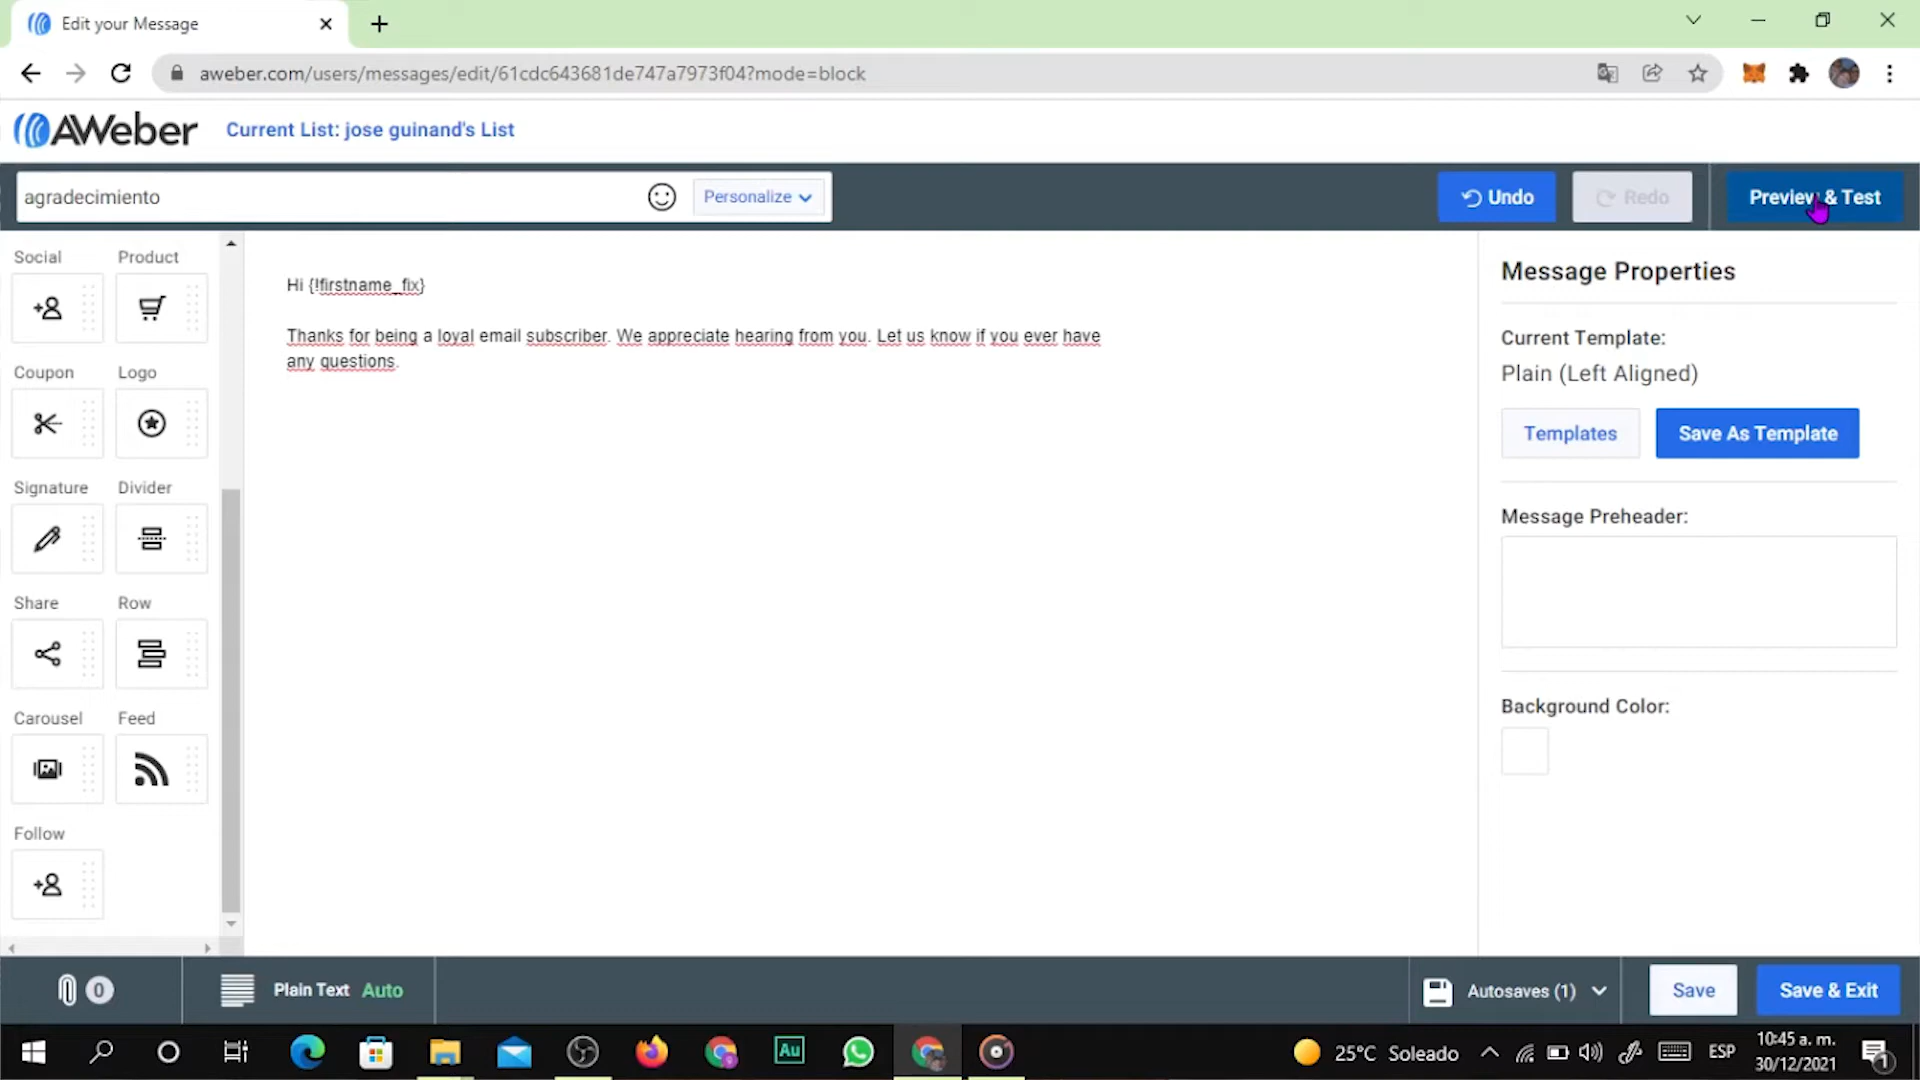 Edit your Message
aweber.com/users/messages/edit/61cdc643681de747a7973f04?mode=block
AWeber
Current List: jose guinand's List
agradecimiento
Personalize
Undo
Redo
Preview & Test
Social
Product
Coupon
Logo
Signature
Divider
Share
Row
Carousel
Feed
Follow
Hi {!firstname_fix}
Thanks for being a loyal email subscriber. We appreciate hearing from you. Let us know if you ever have
any questions.
Message Properties
Current Template:
Plain (Left Aligned)
Templates
Save As Template
Message Preheader:
Background Color:
0
Plain Text Auto
Autosaves (1)
Save
Save & Exit
Au
25°C Soleado
ESP
10:45 a. m.
30/12/2021
1